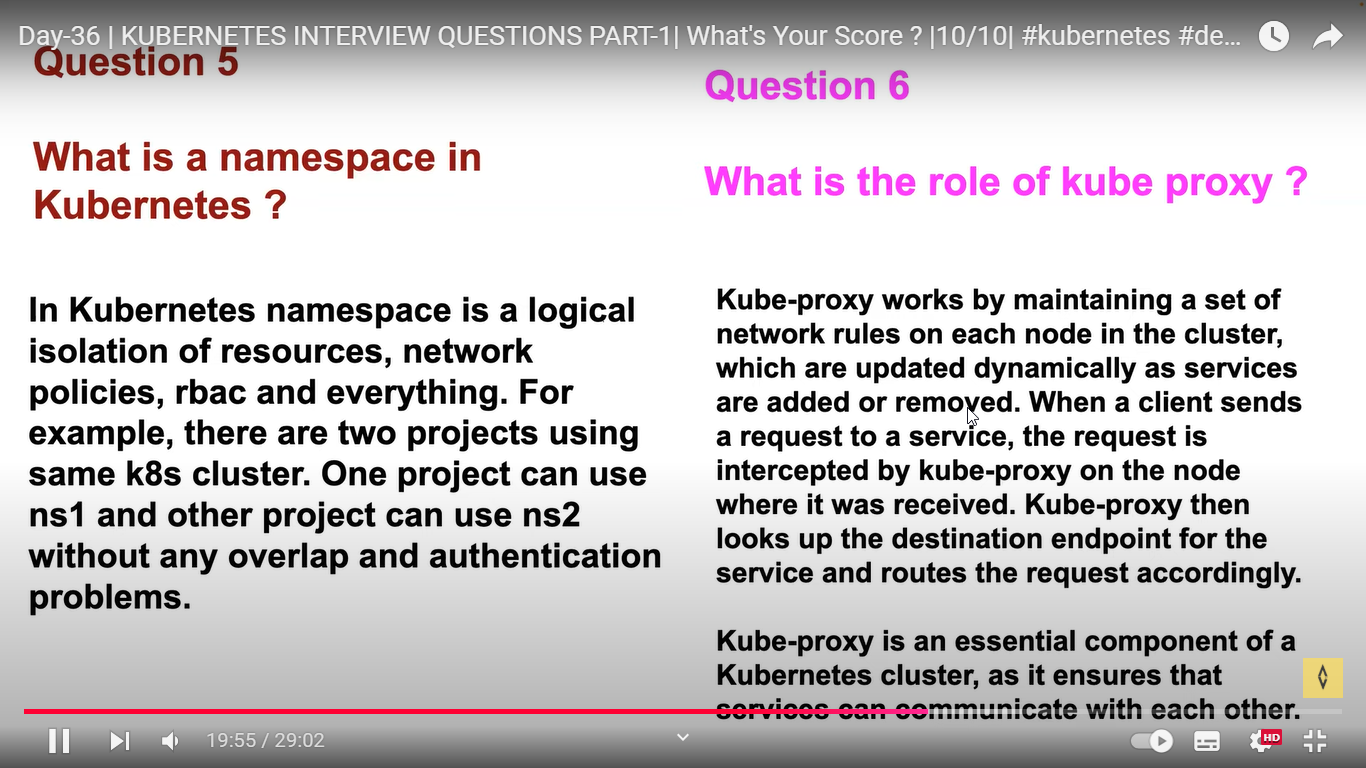 Day-36 | KUBERNETES INTERVIEW QUESTIONS PART-1| What's Your Score ? |10/10| #kubernetes #de...
Question 5
What is a namespace in
Kubernetes ?
In Kubernetes namespace is a logical
isolation of resources, network
policies, rbac and everything. For
example, there are two projects using
same k8s cluster. One project can use
ns1 and other project can use ns2
without any overlap and authentication
problems.
Question 6
What is the role of kube proxy ?
Kube-proxy works by maintaining a set of
network rules on each node in the cluster,
which are updated dynamically as services
are added or removed. When a client sends
a request to a service, the request is
intercepted by kube-proxy on the node
where it was received. Kube-proxy then
looks up the destination endpoint for the
service and routes the request accordingly.
Kube-proxy is an essential component of a
Kubernetes cluster, as it ensures that
services can communicate with each other.
19:55 / 29:02
HD